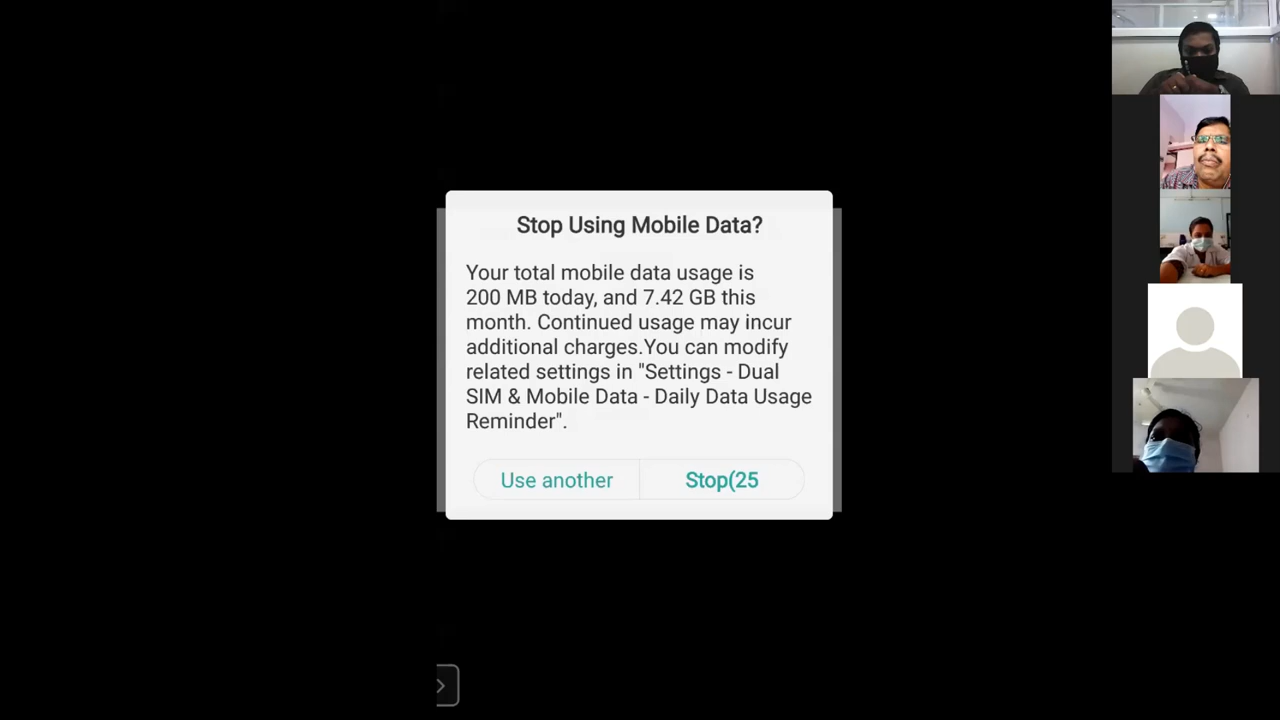 Stop Using Mobile Data?
Your total mobile data usage is
200 MB today, and 7.42 GB this
month. Continued usage may incur
additional charges.You can modify
related settings in "Settings - Dual
SIM & Mobile Data - Daily Data Usage
Reminder".
Use another
Stop(25